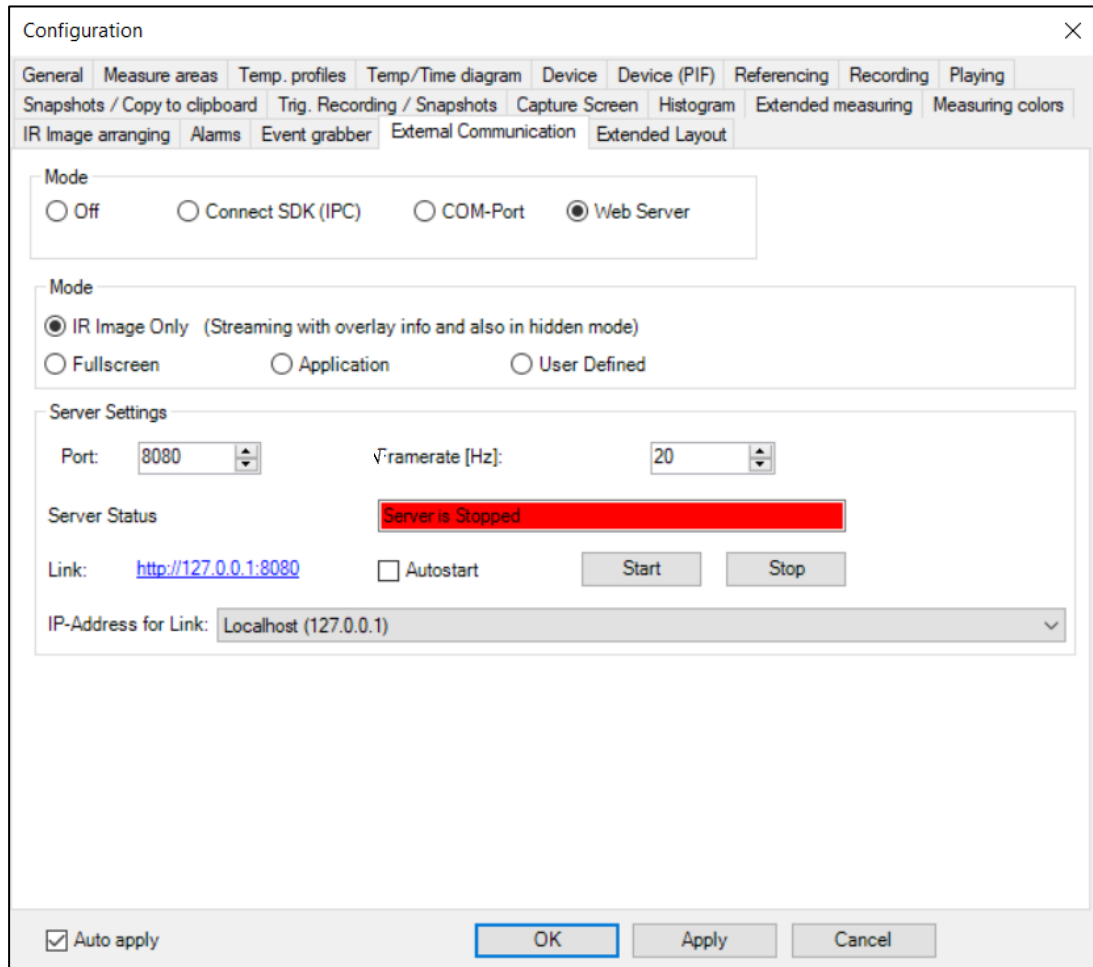 Configuration
General Measure areas Temp. profiles Temp/Time diagram Device Device (PIF) Referencing Recording Playing
Snapshots / Copy to clipboard Trig. Recording / Snapshots Capture Screen Histogram Extended measuring Measuring colors
IR Image arranging Alarms Event grabber External Communication Extended Layout
Mode
Off Connect SDK (IPC) COM-Port Web Server
Mode
IR Image Only (Streaming with overlay info and also in hidden mode)
Fullscreen Application User Defined
Server Settings
Port: 8080 Framerate [Hz]: 20
Server Status Server is Stopped
Link: http://127.0.0.1:8080 Autostart Start Stop
IP-Address for Link: Localhost (127.0.0.1)
Auto apply OK Apply Cancel